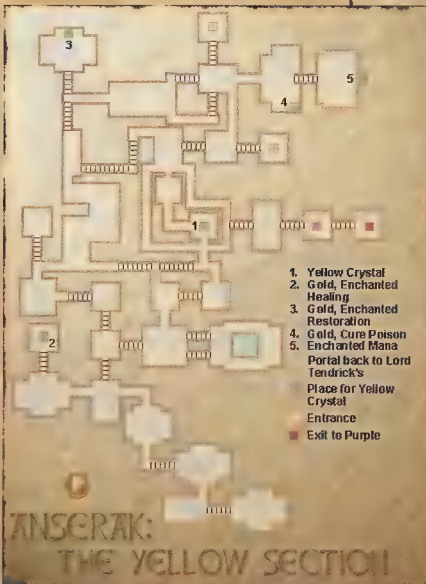 3
5
4
1
2
1. Yellow Crystal
2. Gold, Enchanted
Healing
3. Gold, Enchanted
Restoration
4. Gold, Cure Poison
5. Enchanted Mana
Portal back to Lord
Tendrick's
Place for Yellow
Crystal
Entrance
Exit to Purple
ANSERAK:
THE YELLOW SECTION